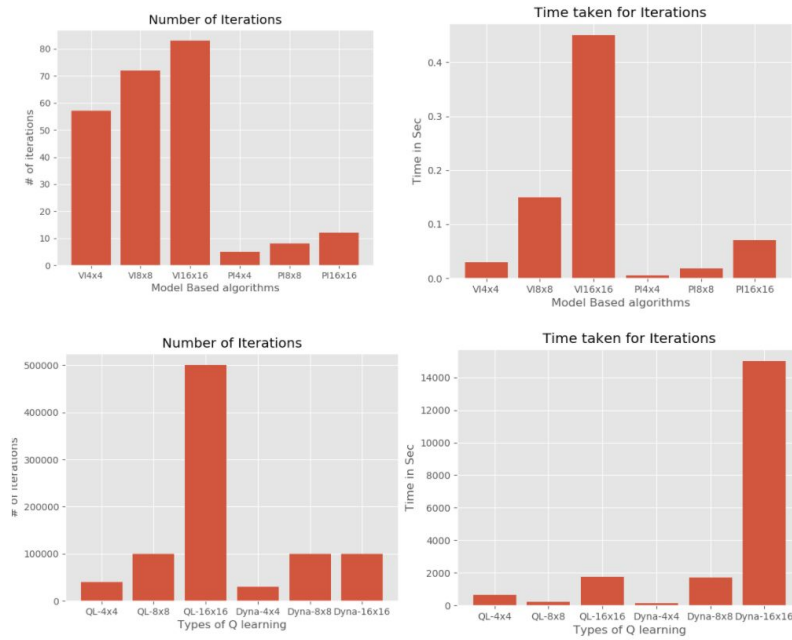 Number of Iterations
80
70
60
50
40
30
20
10
0
# of iterations
VI4x4 VI8x8 VI16x16 PI4x4 PI8x8 PI16x16
Model Based algorithms
Time taken for Iterations
0.4
0.3
0.2
0.1
0.0
Time in Sec
VI4x4 VI8x8 VI16x16 PI4x4 PI8x8 PI16x16
Model Based algorithms
Number of Iterations
500000
400000
300000
200000
100000
0
# of iterations
QL-4x4 QL-8x8 QL-16x16 Dyna-4x4 Dyna-8x8 Dyna-16x16
Types of Q learning
Time taken for Iterations
14000
12000
10000
8000
6000
4000
2000
0
Time in Sec
QL-4x4 QL-8x8 QL-16x16 Dyna-4x4 Dyna-8x8 Dyna-16x16
Types of Q learning